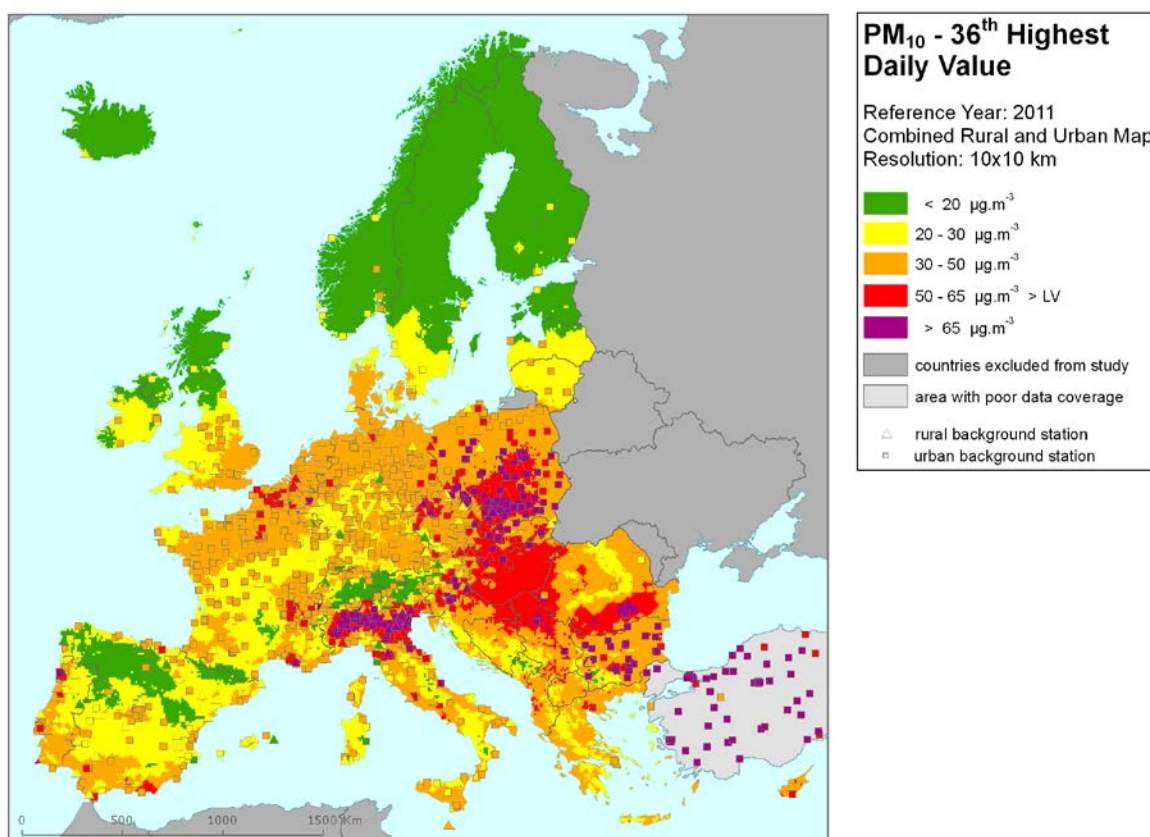 PM₁₀ - 36ᵗʰ Highest
Daily Value
Reference Year: 2011
Combined Rural and Urban Map
Resolution: 10x10 km
< 20 µg.m⁻³
20 - 30 µg.m⁻³
30 - 50 µg.m⁻³
50 - 65 µg.m⁻³ > LV
> 65 µg.m⁻³
countries excluded from study
area with poor data coverage
rural background station
urban background station
0 500 1000 1500 Km